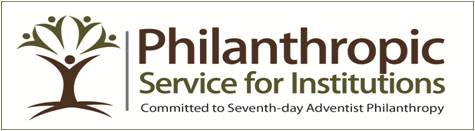 Philanthropic
Service for Institutions
Committed to Seventh-day Adventist Philanthropy